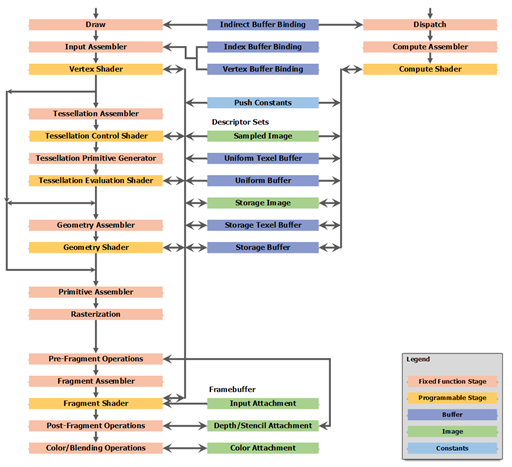 Draw
Indirect Buffer Binding
Dispatch
Input Assembler
Index Buffer Binding
Compute Assembler
Vertex Shader
Vertex Buffer Binding
Compute Shader
Push Constants
Tessellation Assembler
Descriptor Sets
Tessellation Control Shader
Sampled Image
Tessellation Primitive Generator
Uniform Texel Buffer
Tessellation Evaluation Shader
Uniform Buffer
Storage Image
Geometry Assembler
Storage Texel Buffer
Geometry Shader
Storage Buffer
Primitive Assembler
Rasterization
Pre-Fragment Operations
Fragment Assembler
Framebuffer
Fragment Shader
Input Attachment
Post-Fragment Operations
Depth/Stencil Attachment
Color/Blending Operations
Color Attachment
Legend
Fixed Function Stage
Programmable Stage
Buffer
Image
Constants